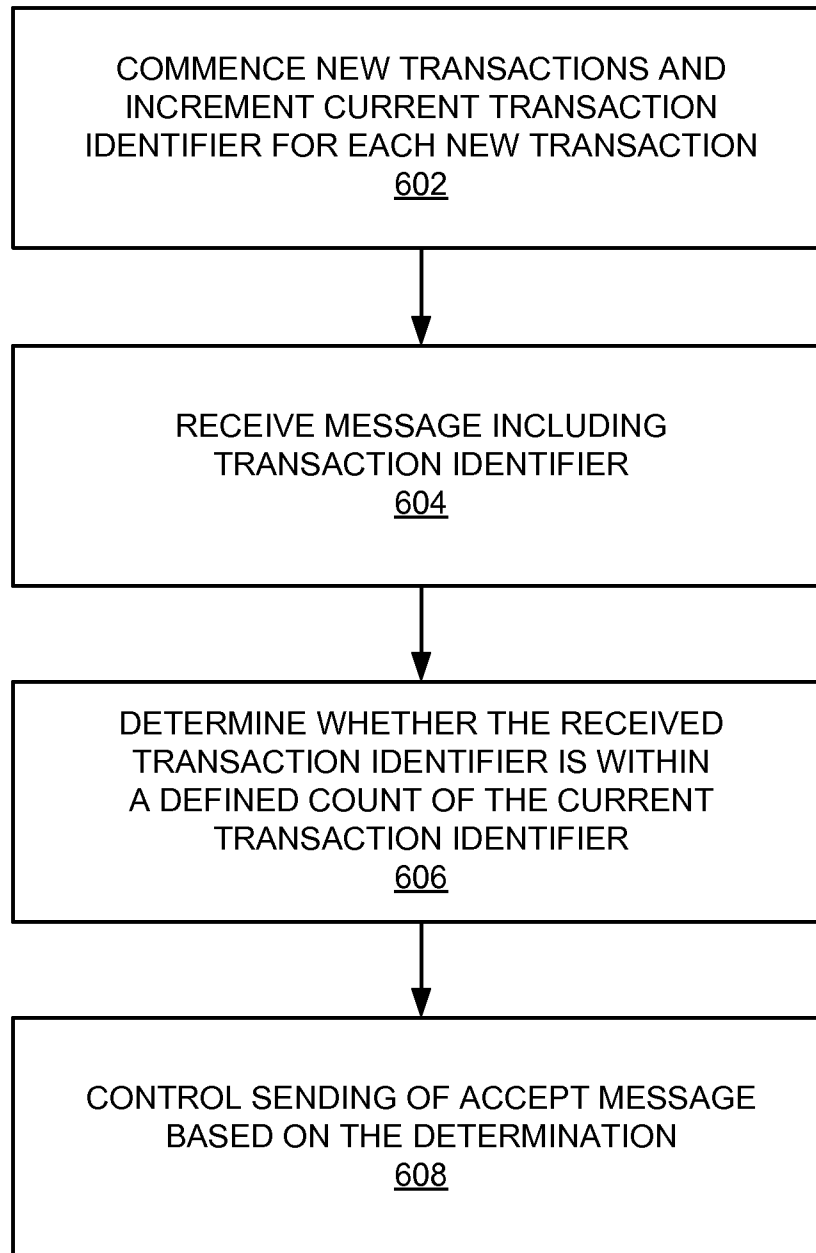 COMMENCE NEW TRANSACTIONS AND
INCREMENT CURRENT TRANSACTION
IDENTIFIER FOR EACH NEW TRANSACTION
602
RECEIVE MESSAGE INCLUDING
TRANSACTION IDENTIFIER
604
DETERMINE WHETHER THE RECEIVED
TRANSACTION IDENTIFIER IS WITHIN
A DEFINED COUNT OF THE CURRENT
TRANSACTION IDENTIFIER
606
CONTROL SENDING OF ACCEPT MESSAGE
BASED ON THE DETERMINATION
608